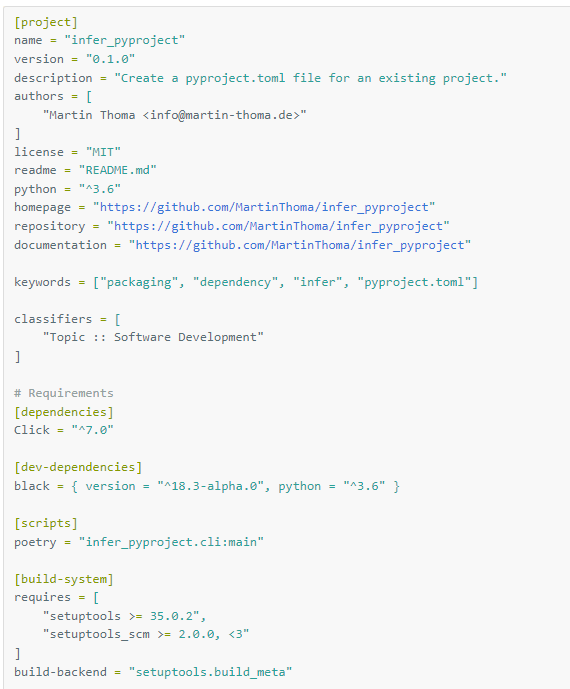 [project]
name = "infer_pyproject"
version = "0.1.0"
description = "Create a pyproject.toml file for an existing project."
authors = [
    "Martin Thoma <info@martin-thoma.de>"
]
license = "MIT"
readme = "README.md"
python = "^3.6"
homepage = "https://github.com/MartinThoma/infer_pyproject"
repository = "https://github.com/MartinThoma/infer_pyproject"
documentation = "https://github.com/MartinThoma/infer_pyproject"

keywords = ["packaging", "dependency", "infer", "pyproject.toml"]

classifiers = [
    "Topic :: Software Development"
]

# Requirements
[dependencies]
Click = "^7.0"

[dev-dependencies]
black = { version = "^18.3-alpha.0", python = "^3.6" }

[scripts]
poetry = "infer_pyproject.cli:main"

[build-system]
requires = [
    "setuptools >= 35.0.2",
    "setuptools_scm >= 2.0.0, <3"
]
build-backend = "setuptools.build_meta"